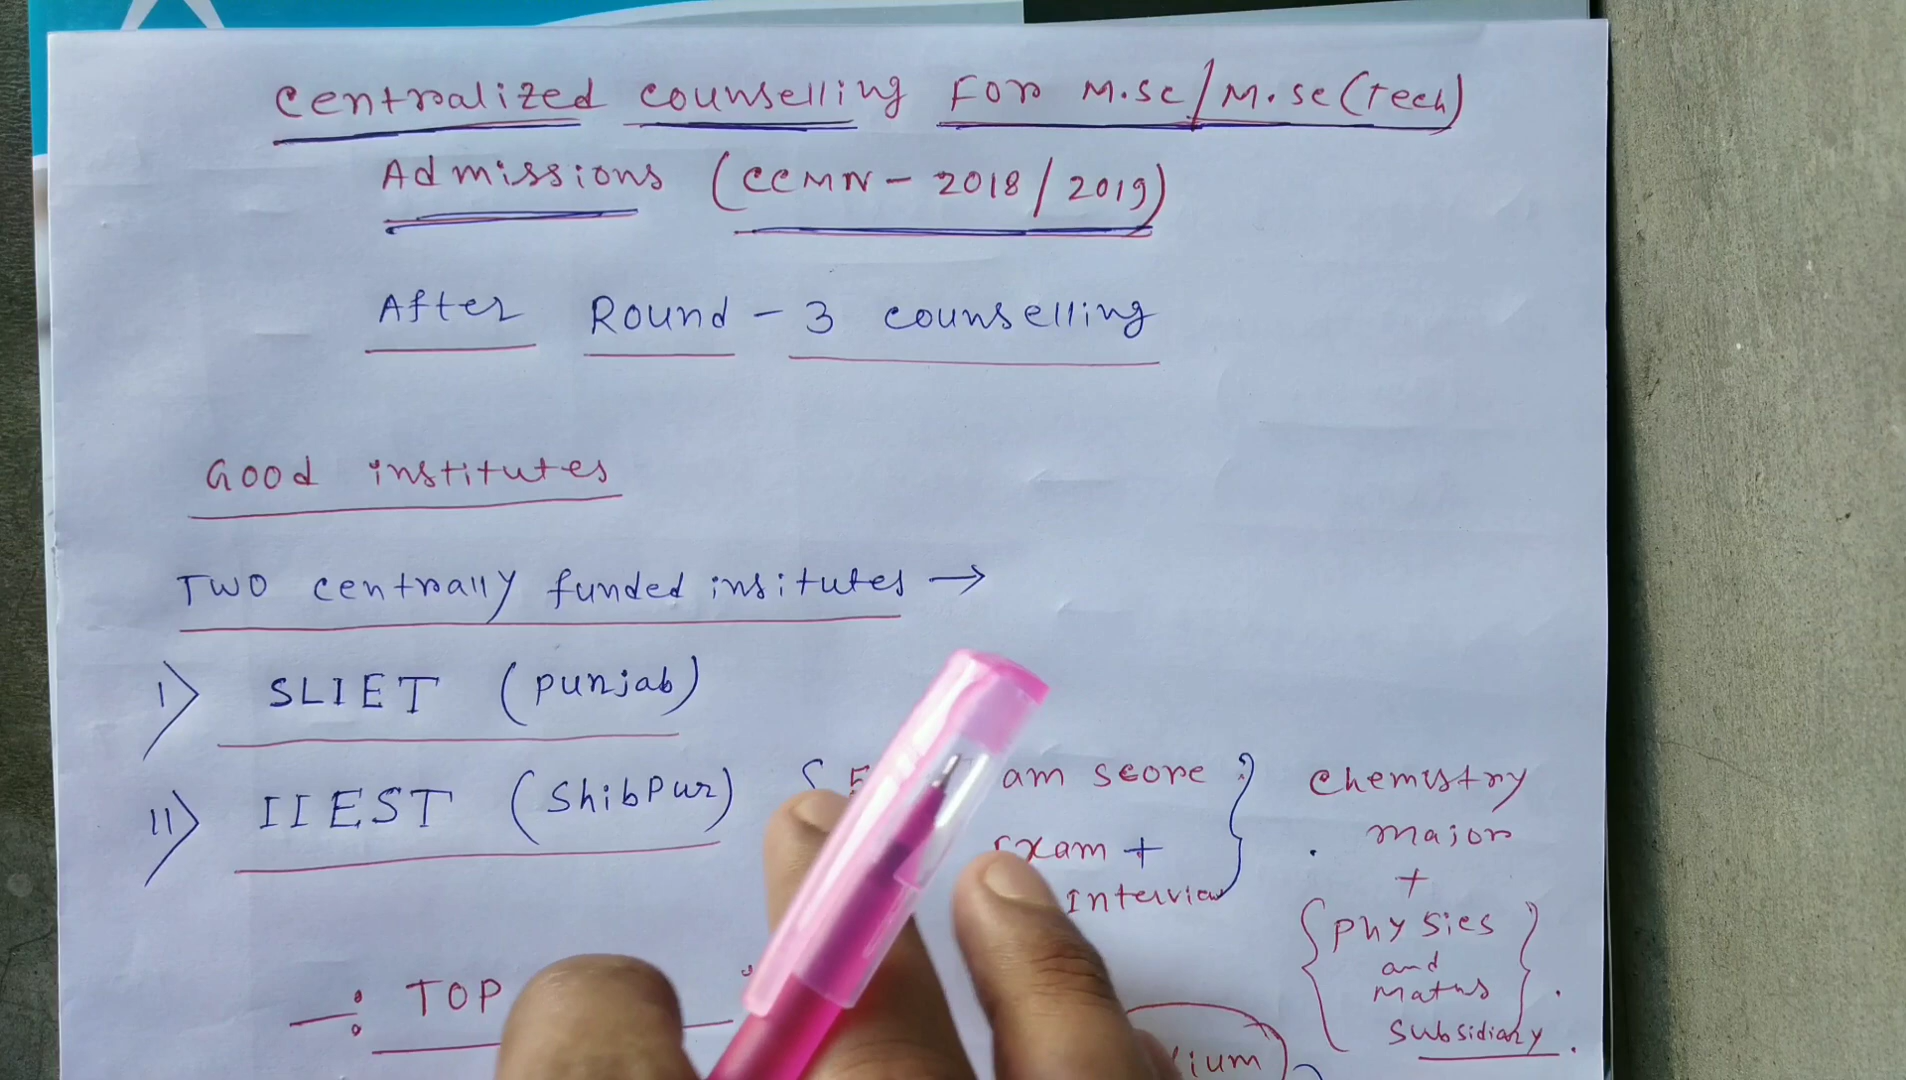 centralized counselling For M.sc/M.sc(Tech)
Admissions (CCMN - 2018/2019)
After Round - 3 counselling
Good institutes
TWO centrally funded insitutes →
I) SLIET (punjab)
II) IIEST (ShibPur)
am score
exam +
Interview
chemistry
major
+
physics
and
maths
subsidiary.
TOP